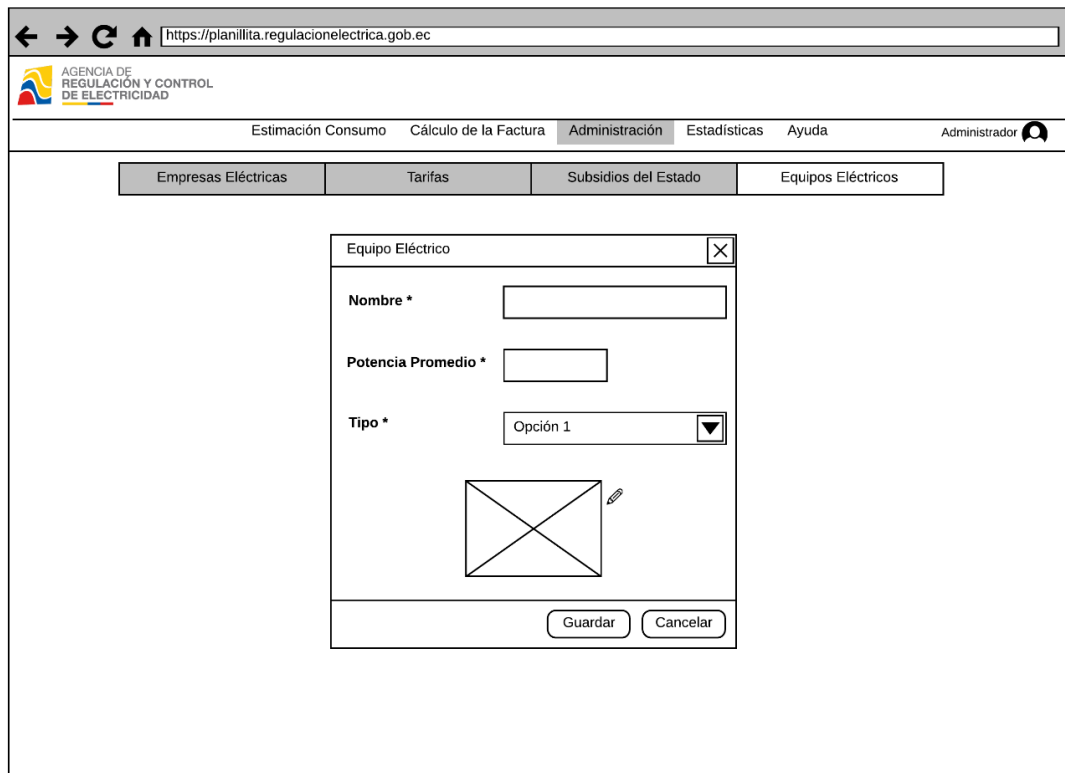 https://planillita.regulacionelectrica.gob.ec
AGENCIA DE
REGULACIÓN Y CONTROL
DE ELECTRICIDAD
Estimación Consumo Cálculo de la Factura Administración Estadísticas Ayuda Administrador
Empresas Eléctricas Tarifas Subsidios del Estado Equipos Eléctricos
Equipo Eléctrico
Nombre *
Potencia Promedio *
Tipo * Opción 1
Guardar Cancelar